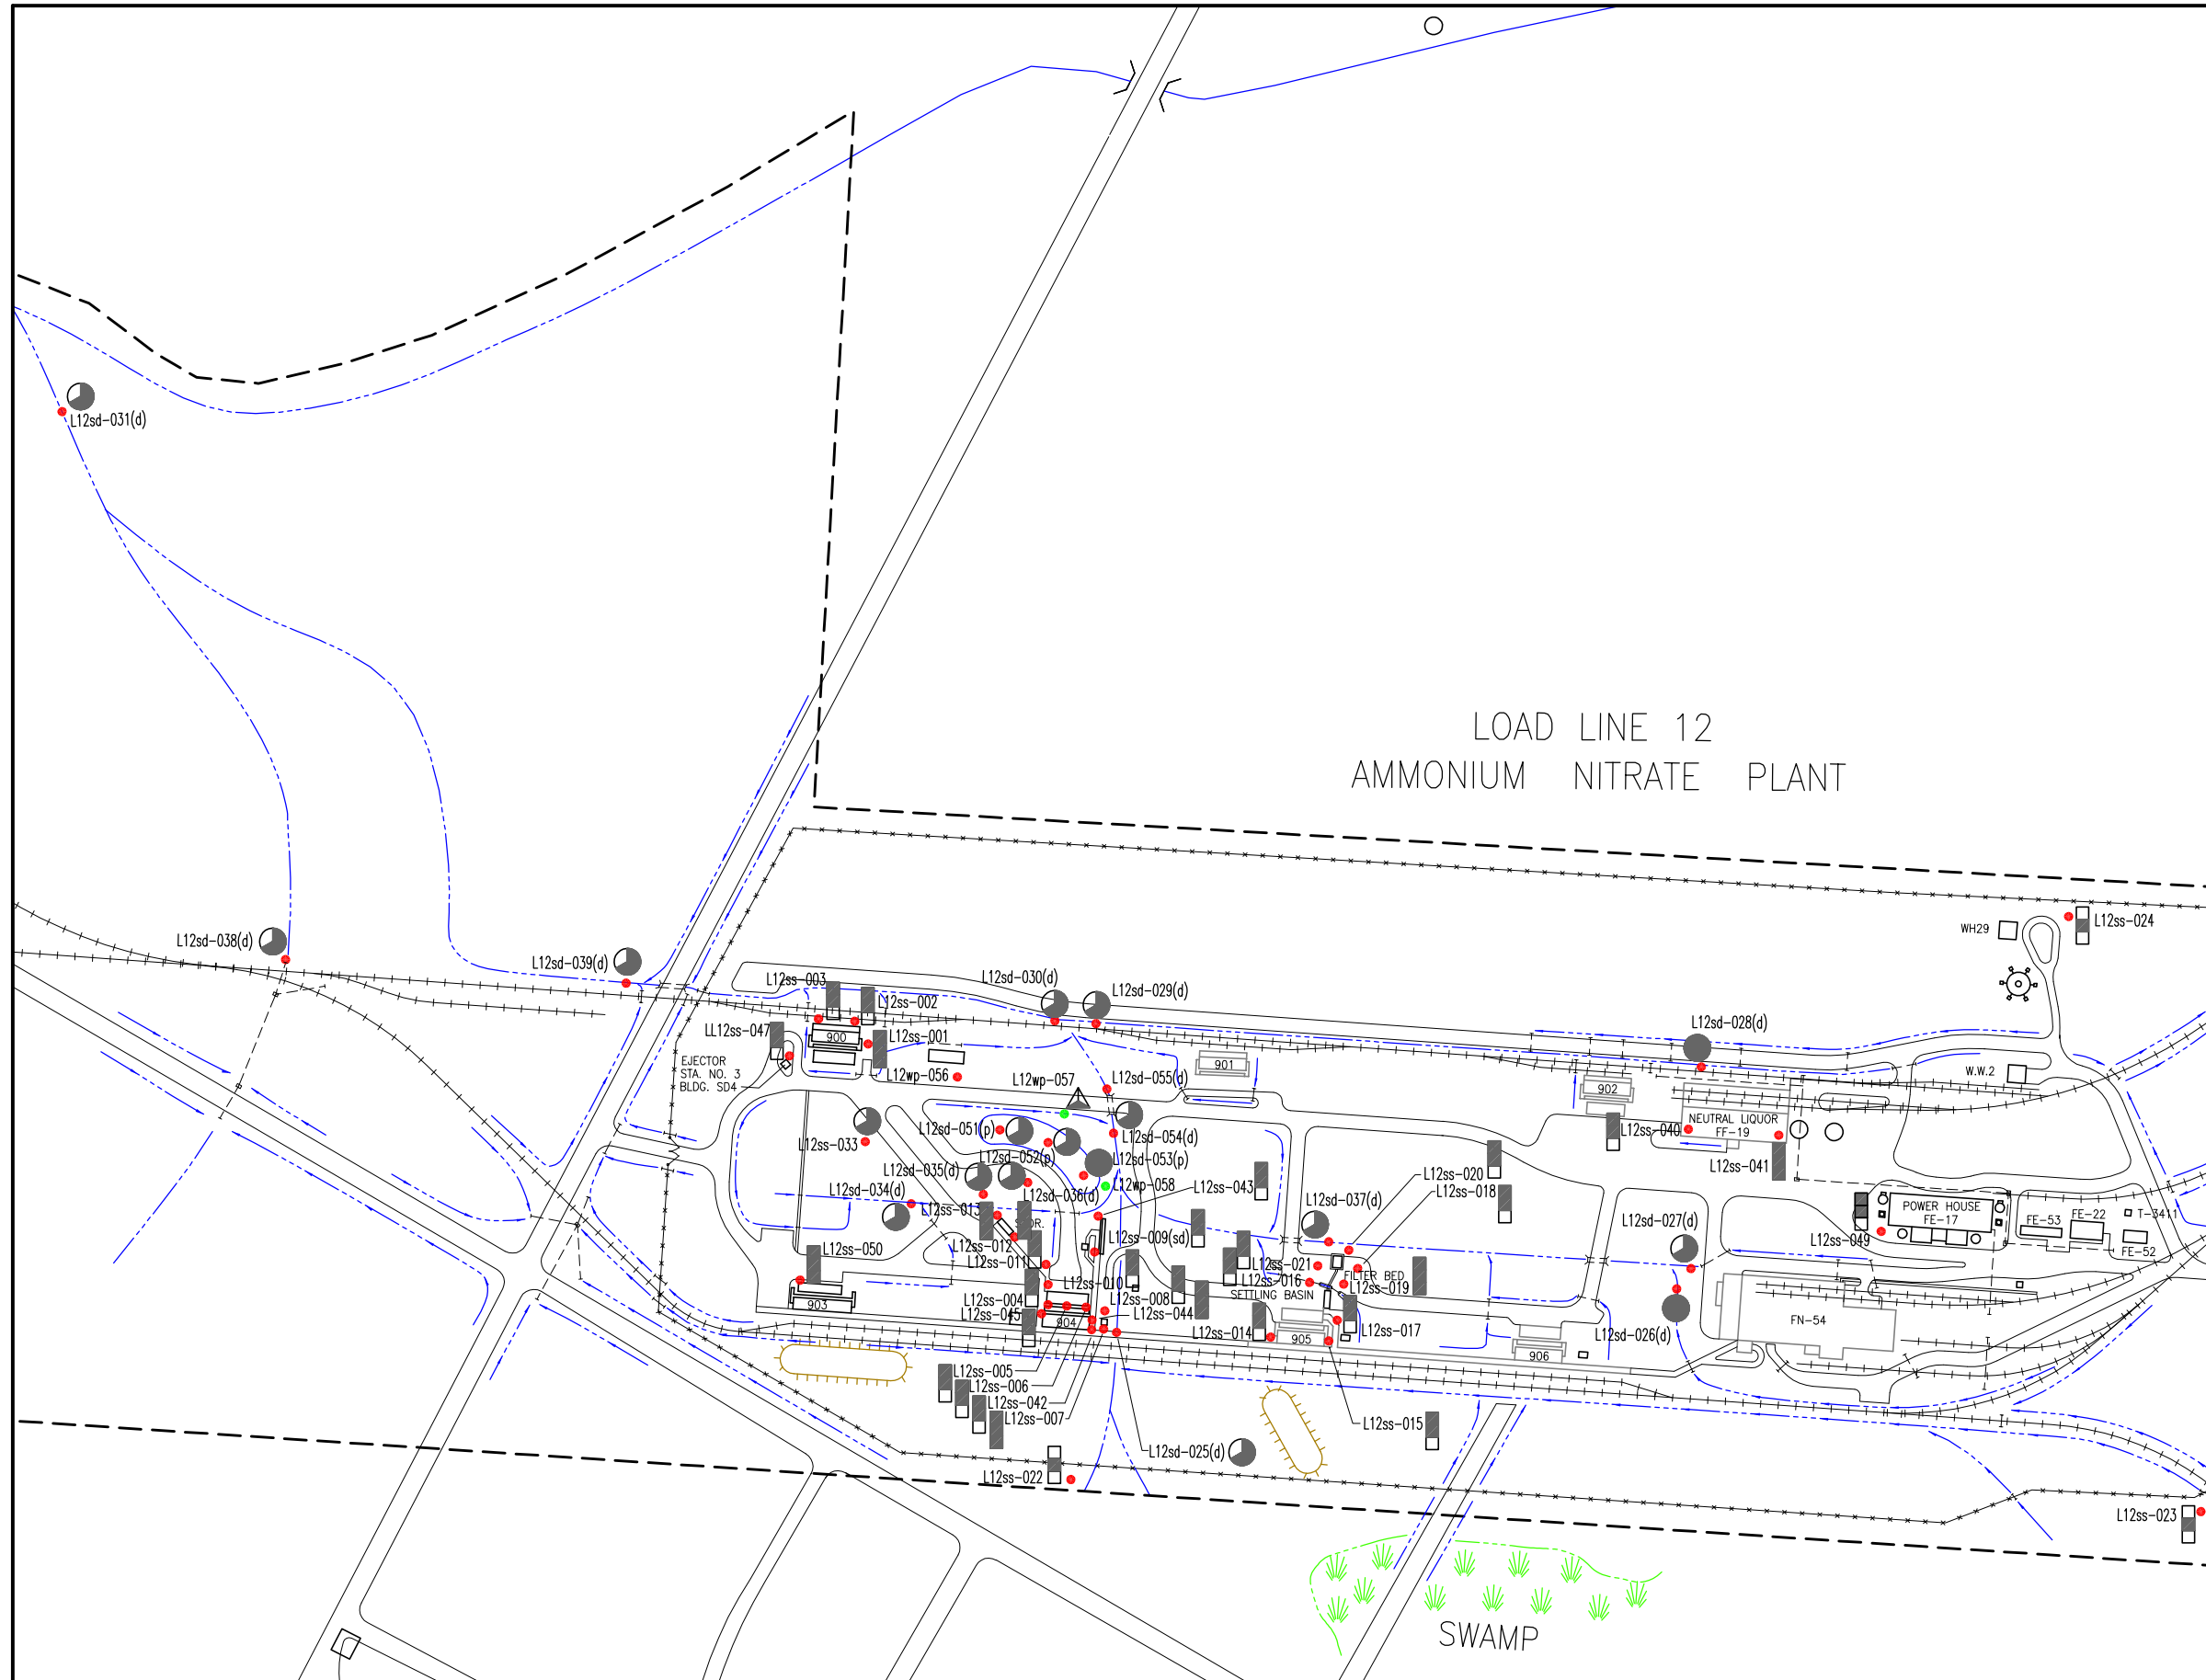 L12sd-031(d)
LOAD LINE 12
AMMONIUM NITRATE PLANT
L12sd-038(d)
L12sd-039(d)
L12ss-003
L12ss-002
L12sd-030(d)
L12sd-029(d)
WH29
L12ss-024
LL12ss-047
900
L12ss-001
L12sd-028(d)
EJECTOR
STA. NO. 3
BLDG. SD4
L12wp-056
L12wp-057
L12sd-055(d)
901
902
W.W.2
L12ss-033
L12sd-051(p)
L12sd-054(d)
L12ss-040
NEUTRAL LIQUOR
FF-19
L12sd-052(p)
L12sd-053(p)
L12ss-041
L12sd-035(d)
L12wp-058
L12ss-020
L12sd-034(d)
L12sd-036(d)
L12ss-043
L12ss-018
L12ss-013
STOR.
L12sd-037(d)
L12sd-027(d)
POWER HOUSE
FE-17
FE-53
FE-22
T-3411
L12ss-049
FE-52
L12ss-050
L12ss-012
L12ss-009(sd)
L12ss-011
L12ss-010
L12ss-021
L12ss-016
FILTER BED
L12ss-019
SETTLING BASIN
903
L12ss-004
L12ss-008
L12ss-045
904
L12ss-044
L12ss-014
905
L12ss-017
906
L12sd-026(d)
FN-54
L12ss-005
L12ss-006
L12ss-042
L12ss-007
L12ss-015
L12sd-025(d)
L12ss-022
L12ss-023
SWAMP